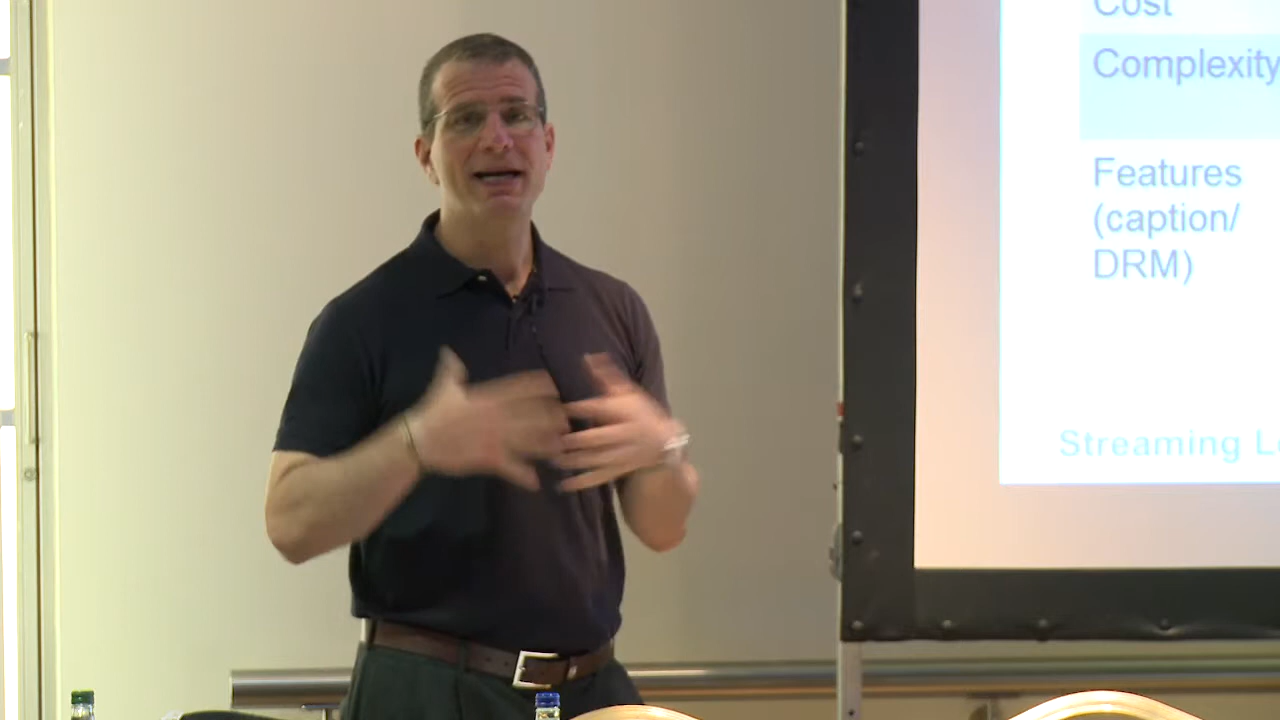 Cost
Complexity
Features
(caption/
DRM)
Streaming